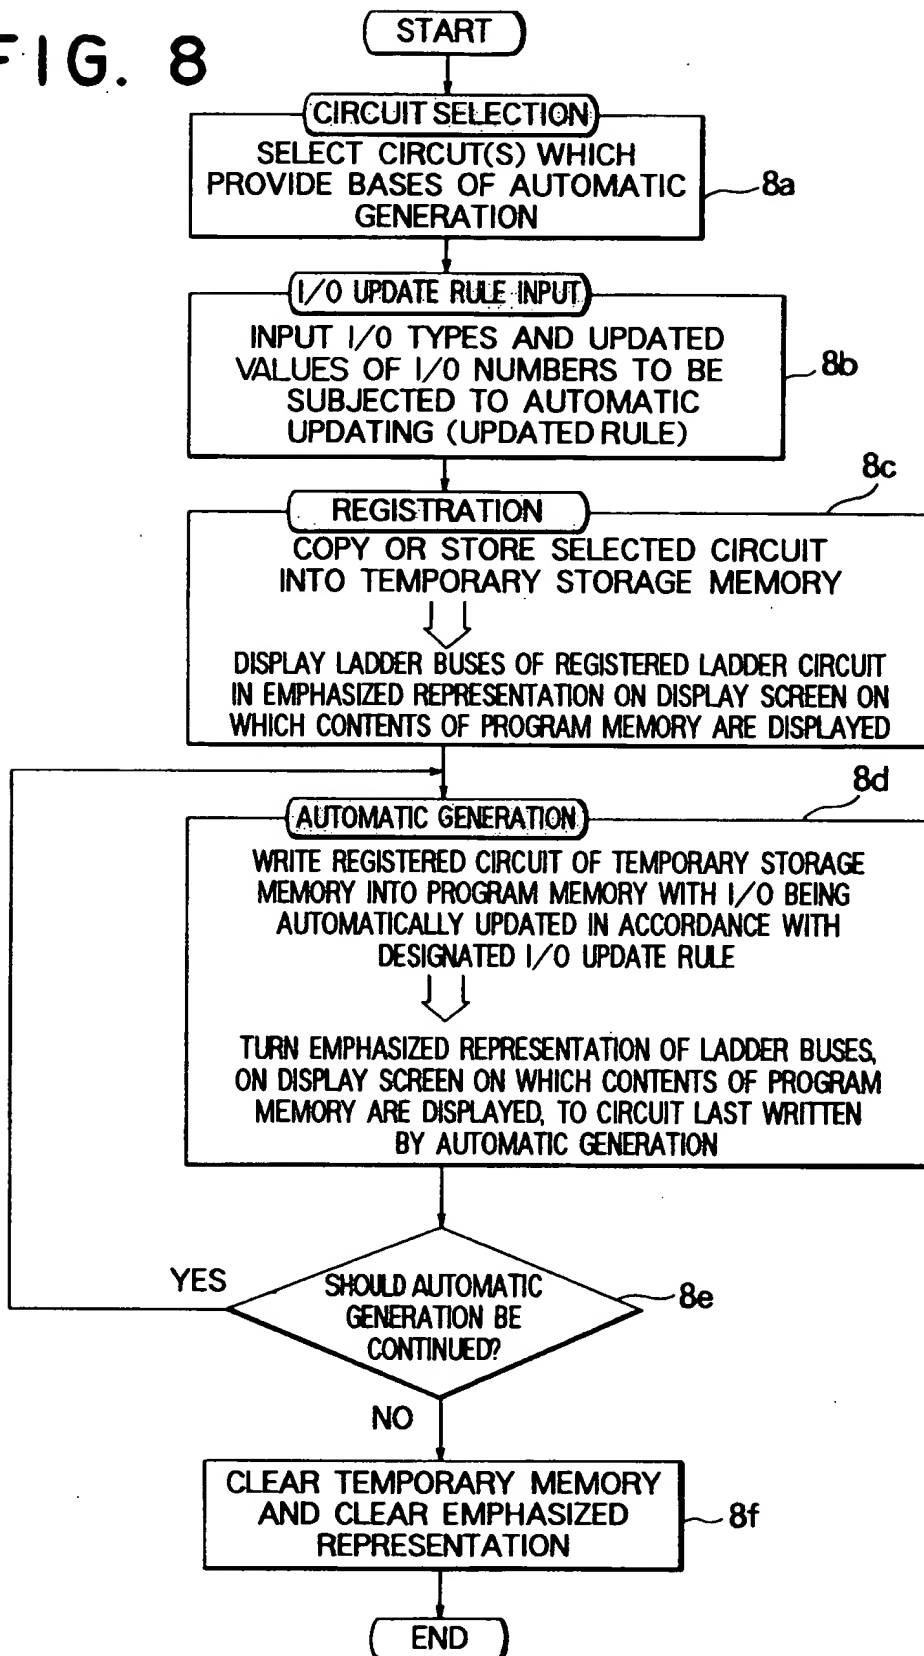 FIG. 8
START
CIRCUIT SELECTION
SELECT CIRCUT(S) WHICH
PROVIDE BASES OF AUTOMATIC
GENERATION
8a
I/O UPDATE RULE INPUT
INPUT I/O TYPES AND UPDATED
VALUES OF I/O NUMBERS TO BE
SUBJECTED TO AUTOMATIC
UPDATING (UPDATED RULE)
8b
8c
REGISTRATION
COPY OR STORE SELECTED CIRCUIT
INTO TEMPORARY STORAGE MEMORY
DISPLAY LADDER BUSES OF REGISTERED LADDER CIRCUIT
IN EMPHASIZED REPRESENTATION ON DISPLAY SCREEN ON
WHICH CONTENTS OF PROGRAM MEMORY ARE DISPLAYED
8d
AUTOMATIC GENERATION
WRITE REGISTERED CIRCUIT OF TEMPORARY STORAGE
MEMORY INTO PROGRAM MEMORY WITH I/O BEING
AUTOMATICALLY UPDATED IN ACCORDANCE WITH
DESIGNATED I/O UPDATE RULE
TURN EMPHASIZED REPRESENTATION OF LADDER BUSES,
ON DISPLAY SCREEN ON WHICH CONTENTS OF PROGRAM
MEMORY ARE DISPLAYED, TO CIRCUIT LAST WRITTEN
BY AUTOMATIC GENERATION
YES
SHOULD AUTOMATIC
GENERATION BE
CONTINUED?
8e
NO
CLEAR TEMPORARY MEMORY
AND CLEAR EMPHASIZED
REPRESENTATION
8f
END